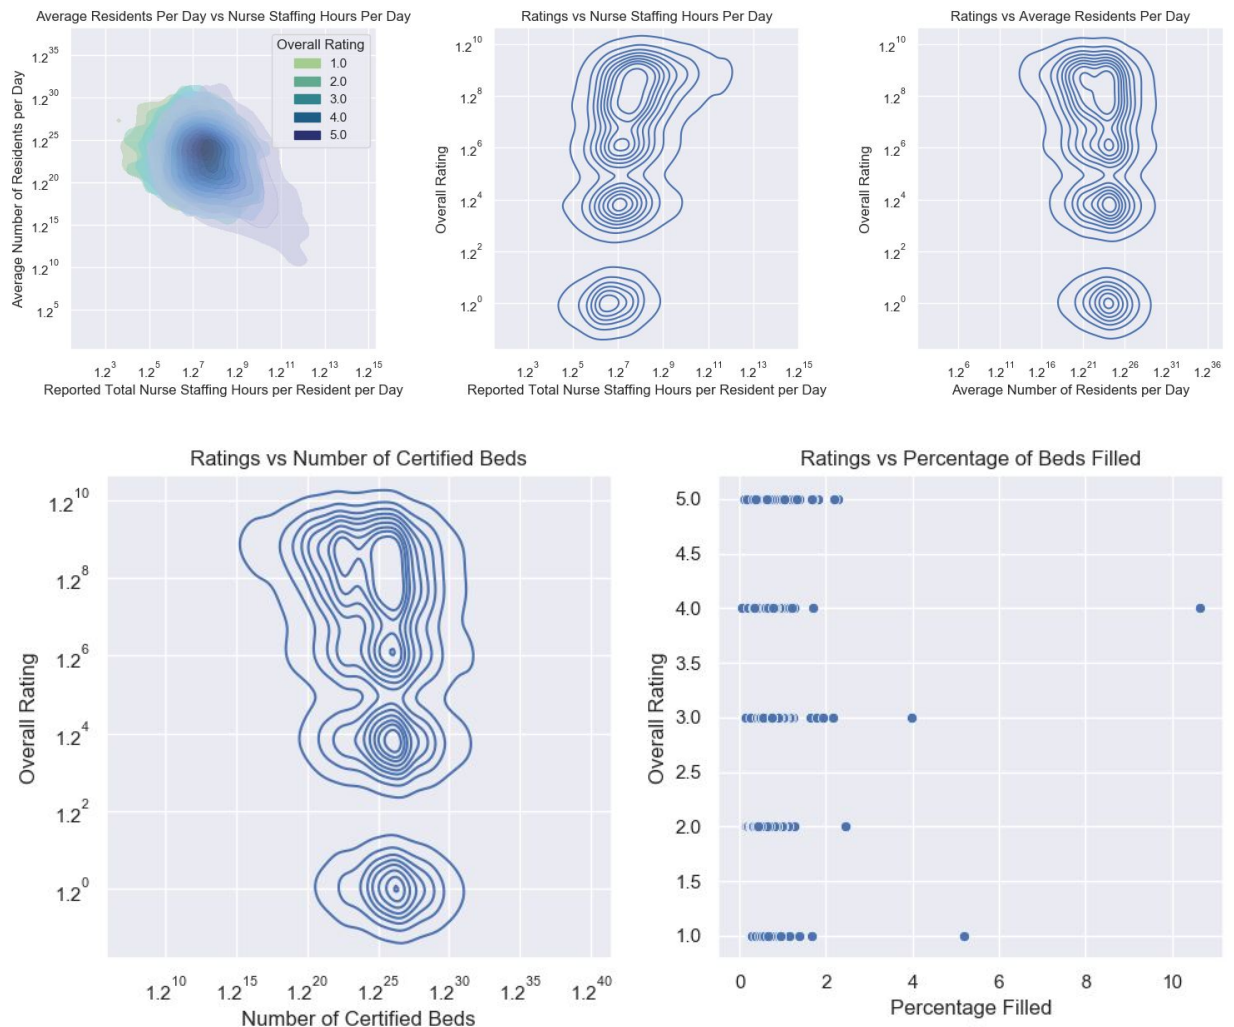 Average Residents Per Day vs Nurse Staffing Hours Per Day
Average Number of Residents per Day
1.2^35
1.2^30
1.2^25
1.2^20
1.2^15
1.2^10
1.2^5
Overall Rating
1.0
2.0
3.0
4.0
5.0
1.2^3 1.2^5 1.2^7 1.2^9 1.2^11 1.2^13 1.2^15
Reported Total Nurse Staffing Hours per Resident per Day
Ratings vs Nurse Staffing Hours Per Day
Overall Rating
1.2^10
1.2^8
1.2^6
1.2^4
1.2^2
1.2^0
1.2^3 1.2^5 1.2^7 1.2^9 1.2^11 1.2^13 1.2^15
Reported Total Nurse Staffing Hours per Resident per Day
Ratings vs Average Residents Per Day
Overall Rating
1.2^10
1.2^8
1.2^6
1.2^4
1.2^2
1.2^0
1.2^6 1.2^11 1.2^16 1.2^21 1.2^26 1.2^31 1.2^36
Average Number of Residents per Day
Ratings vs Number of Certified Beds
Overall Rating
1.2^10
1.2^8
1.2^6
1.2^4
1.2^2
1.2^0
1.2^10 1.2^15 1.2^20 1.2^25 1.2^30 1.2^35 1.2^40
Number of Certified Beds
Ratings vs Percentage of Beds Filled
Overall Rating
5.0
4.5
4.0
3.5
3.0
2.5
2.0
1.5
1.0
0 2 4 6 8 10
Percentage Filled